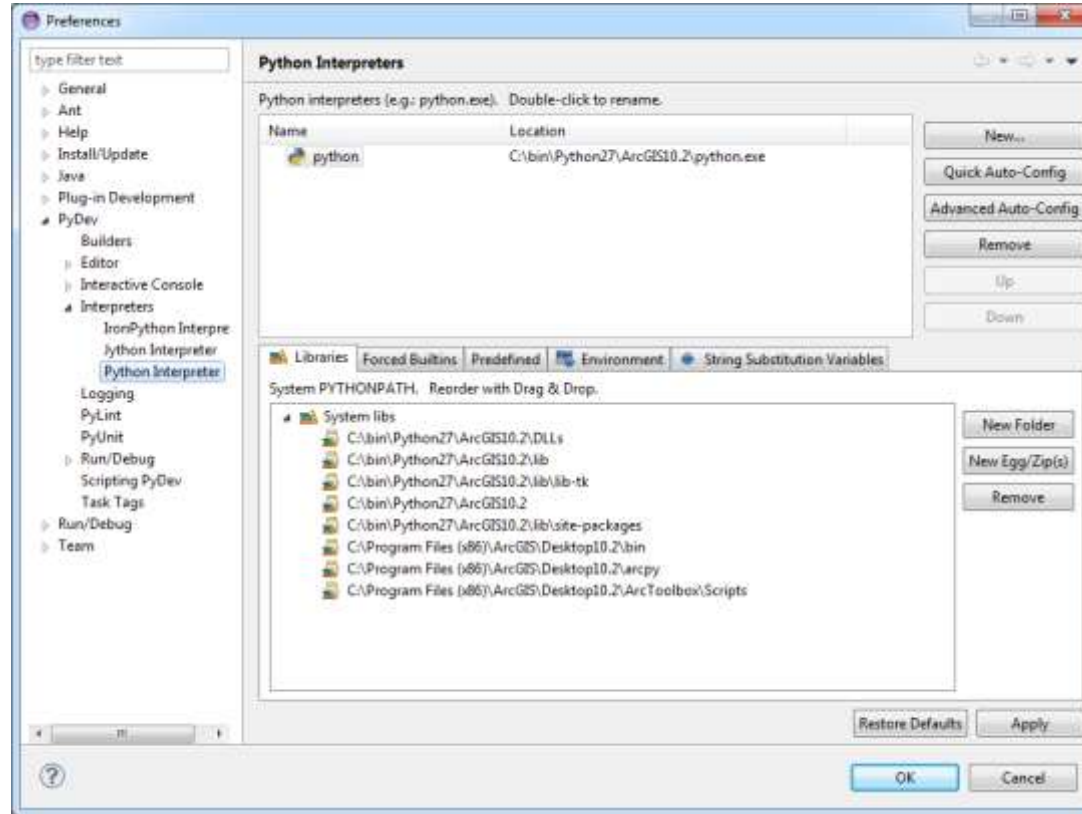 Preferences
type filter text
General
Ant
Help
Install/Update
Java
Plug-in Development
PyDev
Builders
Editor
Interactive Console
Interpreters
IronPython Interpre
Jython Interpreter
Python Interpreter
Logging
PyLint
PyUnit
Run/Debug
Scripting PyDev
Task Tags
Run/Debug
Team
Python Interpreters
Python interpreters (e.g.: python.exe). Double-click to rename.
Name Location
python C:\bin\Python27\ArcGIS10.2\python.exe
New...
Quick Auto-Config
Advanced Auto-Config
Remove
Up
Down
Libraries Forced Builtins Predefined Environment String Substitution Variables
System PYTHONPATH. Reorder with Drag & Drop.
System libs
C:\bin\Python27\ArcGIS10.2\DLLs
C:\bin\Python27\ArcGIS10.2\lib
C:\bin\Python27\ArcGIS10.2\lib\lib-tk
C:\bin\Python27\ArcGIS10.2
C:\bin\Python27\ArcGIS10.2\lib\site-packages
C:\Program Files (x86)\ArcGIS\Desktop10.2\bin
C:\Program Files (x86)\ArcGIS\Desktop10.2\arcpy
C:\Program Files (x86)\ArcGIS\Desktop10.2\ArcToolbox\Scripts
New Folder
New Egg/Zip(s)
Remove
Restore Defaults Apply
OK Cancel